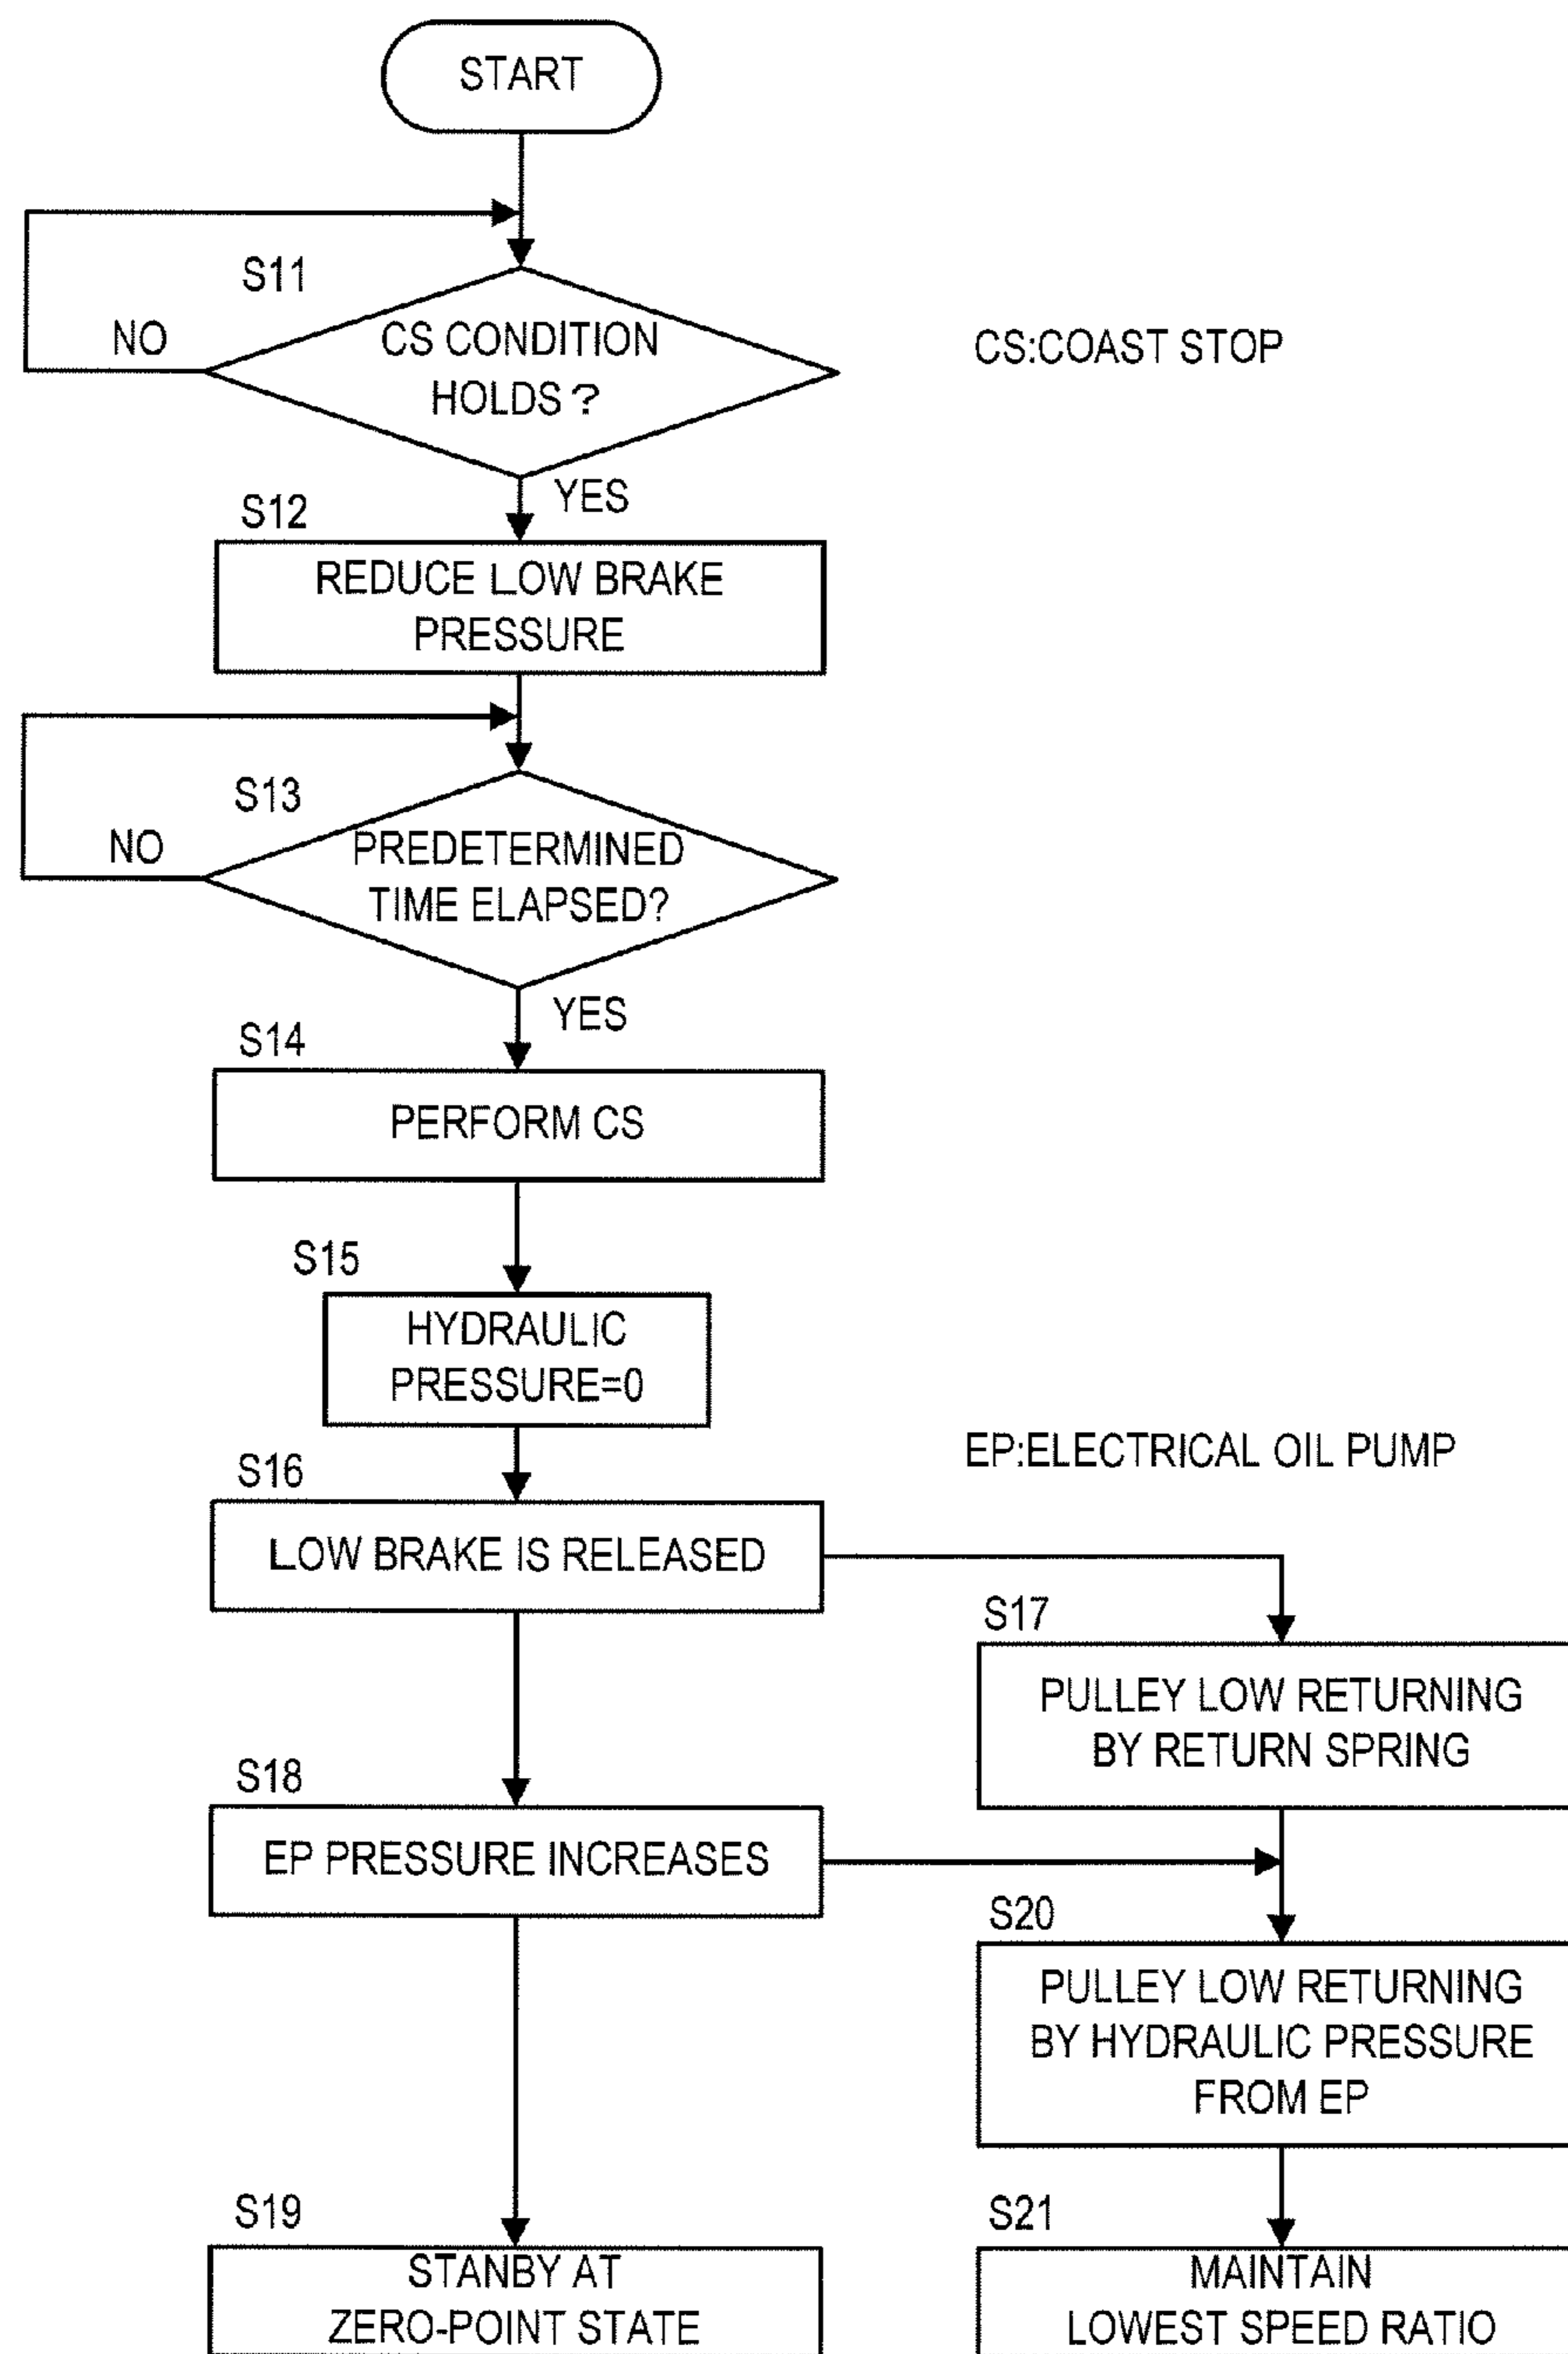 START
S11
NO
CS CONDITION
HOLDS?
CS:COAST STOP
YES
S12
REDUCE LOW BRAKE
PRESSURE
S13
NO
PREDETERMINED
TIME ELAPSED?
YES
S14
PERFORM CS
S15
HYDRAULIC
PRESSURE=0
EP:ELECTRICAL OIL PUMP
S16
LOW BRAKE IS RELEASED
S17
PULLEY LOW RETURNING
BY RETURN SPRING
S18
EP PRESSURE INCREASES
S20
PULLEY LOW RETURNING
BY HYDRAULIC PRESSURE
FROM EP
S19
STANBY AT
ZERO-POINT STATE
S21
MAINTAIN
LOWEST SPEED RATIO